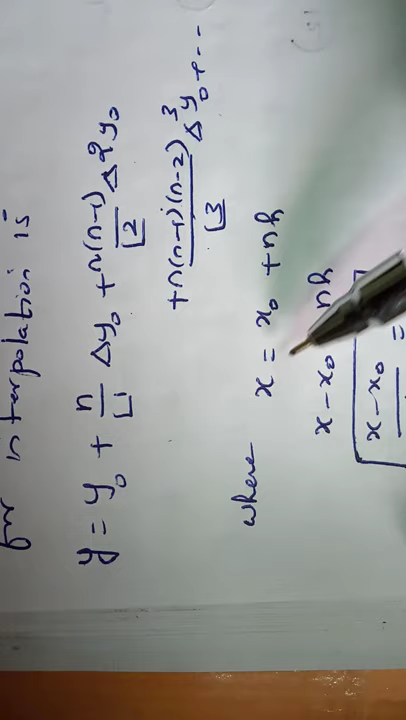 for interpolation is
y = y₀ + n/⌊1 Δy₀ + n(n-1)/⌊2 Δ²y₀
+ n(n-1)(n-2)/⌊3 Δ³y₀ + ---
where x = x₀ + nh
x - x₀ nh
x - x₀ =